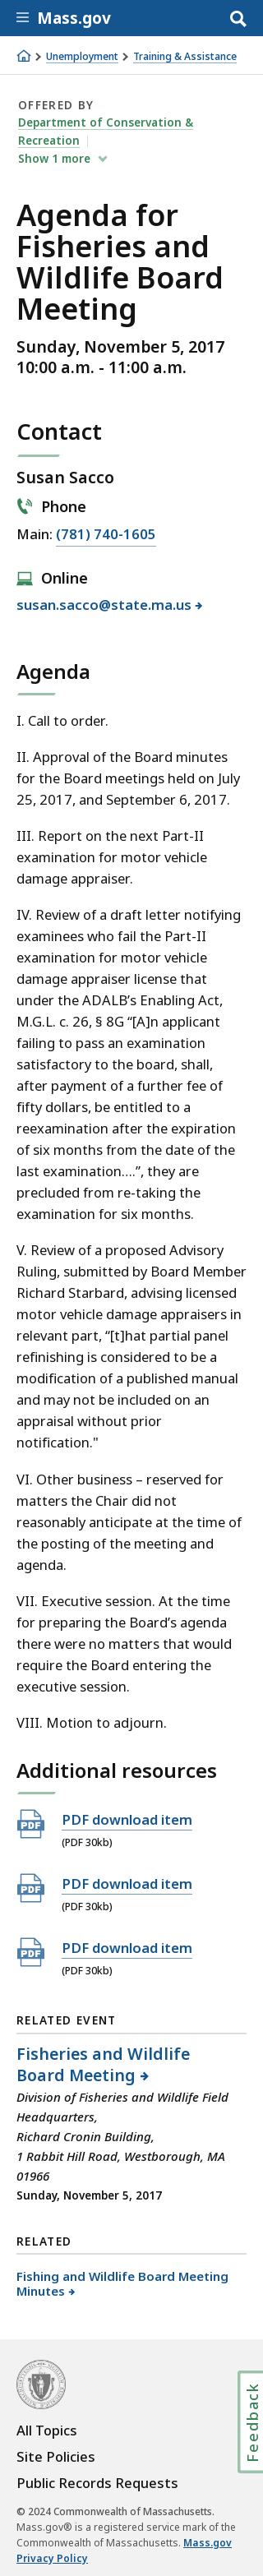 Mass.gov
Unemployment > Training & Assistance
OFFERED BY
Department of Conservation &
Recreation
Show 1 more
Agenda for
Fisheries and
Wildlife Board
Meeting
Sunday, November 5, 2017
10:00 a.m. - 11:00 a.m.
Contact
Susan Sacco
Phone
Main: (781) 740-1605
Online
susan.sacco@state.ma.us
Agenda
I. Call to order.
II. Approval of the Board minutes
for the Board meetings held on July
25, 2017, and September 6, 2017.
III. Report on the next Part-II
examination for motor vehicle
damage appraiser.
IV. Review of a draft letter notifying
examinees who fail the Part-II
examination for motor vehicle
damage appraiser license that
under the ADALB’s Enabling Act,
M.G.L. c. 26, § 8G “[A]n applicant
failing to pass an examination
satisfactory to the board, shall,
after payment of a further fee of
fifty dollars, be entitled to a
reexamination after the expiration
of six months from the date of the
last examination….”, they are
precluded from re-taking the
examination for six months.
V. Review of a proposed Advisory
Ruling, submitted by Board Member
Richard Starbard, advising licensed
motor vehicle damage appraisers in
relevant part, “[t]hat partial panel
refinishing is considered to be a
modification of a published manual
and may not be included on an
appraisal without prior
notification."
VI. Other business – reserved for
matters the Chair did not
reasonably anticipate at the time of
the posting of the meeting and
agenda.
VII. Executive session. At the time
for preparing the Board’s agenda
there were no matters that would
require the Board entering the
executive session.
VIII. Motion to adjourn.
Additional resources
PDF PDF download item
(PDF 30kb)
PDF PDF download item
(PDF 30kb)
PDF PDF download item
(PDF 30kb)
RELATED EVENT
Fisheries and Wildlife
Board Meeting
Division of Fisheries and Wildlife Field
Headquarters,
Richard Cronin Building,
1 Rabbit Hill Road, Westborough, MA
01966
Sunday, November 5, 2017
RELATED
Fishing and Wildlife Board Meeting
Minutes
Feedback
All Topics
Site Policies
Public Records Requests
© 2024 Commonwealth of Massachusetts.
Mass.gov® is a registered service mark of the
Commonwealth of Massachusetts. Mass.gov
Privacy Policy